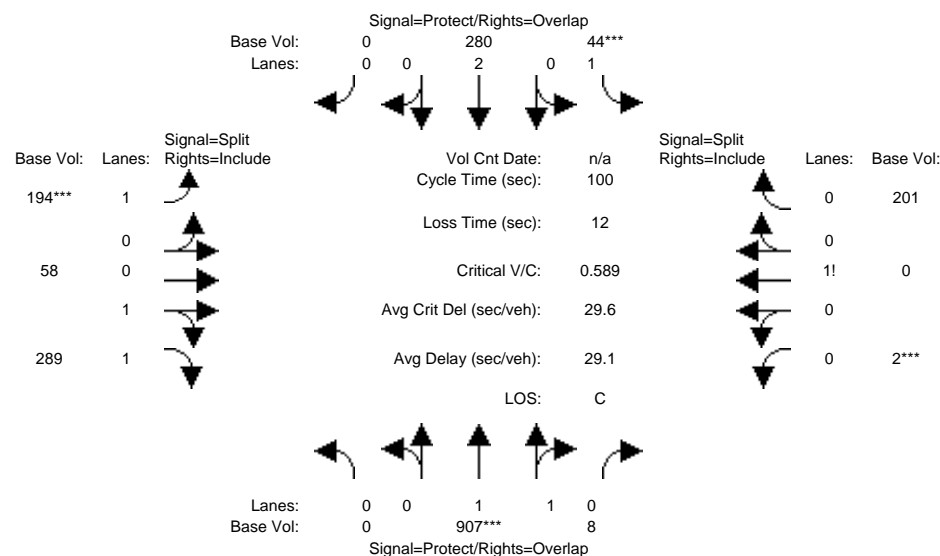 Signal=Protect/Rights=Overlap
Base Vol: 0 280 44***
Lanes: 0 0 2 0 1
Signal=Split
Base Vol: Lanes: Rights=Include
Vol Cnt Date: n/a
Signal=Split
Rights=Include Lanes: Base Vol:
Cycle Time (sec): 100
194*** 1
0 201
Loss Time (sec): 12
0
0
58 0
Critical V/C: 0.589
1! 0
1
Avg Crit Del (sec/veh): 29.6
0
289 1
Avg Delay (sec/veh): 29.1
0 2***
LOS: C
Lanes: 0 0 1 1 0
Base Vol: 0 907*** 8
Signal=Protect/Rights=Overlap